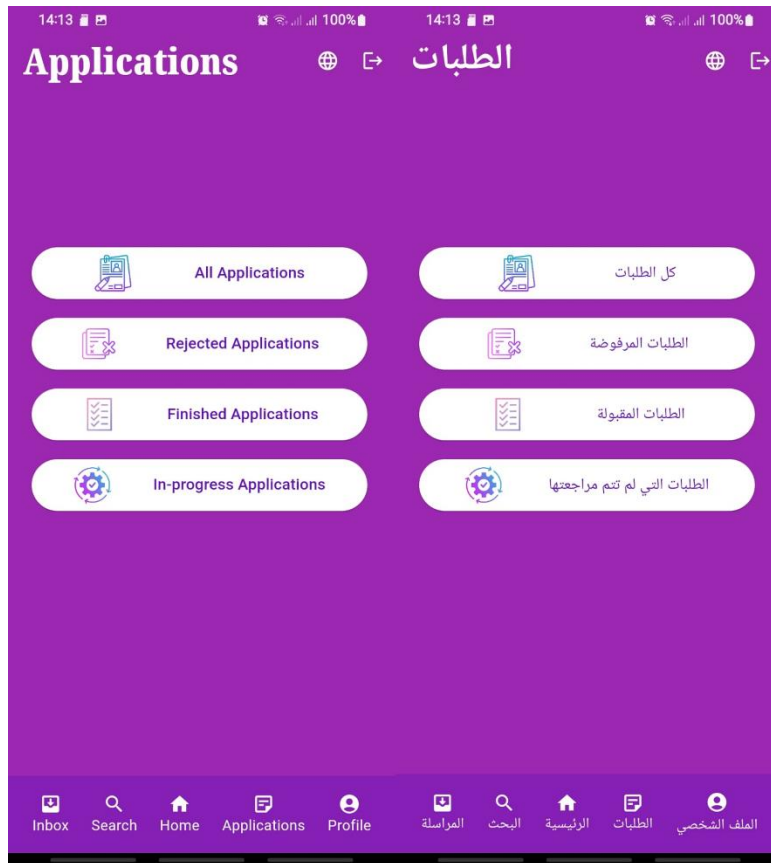 14:13 100%
Applications
All Applications
Rejected Applications
Finished Applications
In-progress Applications
Inbox Search Home Applications Profile
14:13 100%
الطلبات
كل الطلبات
الطلبات المرفوضة
الطلبات المقبولة
الطلبات التي لم تتم مراجعتها
المراسلة البحث الرئيسية الطلبات الملف الشخصي